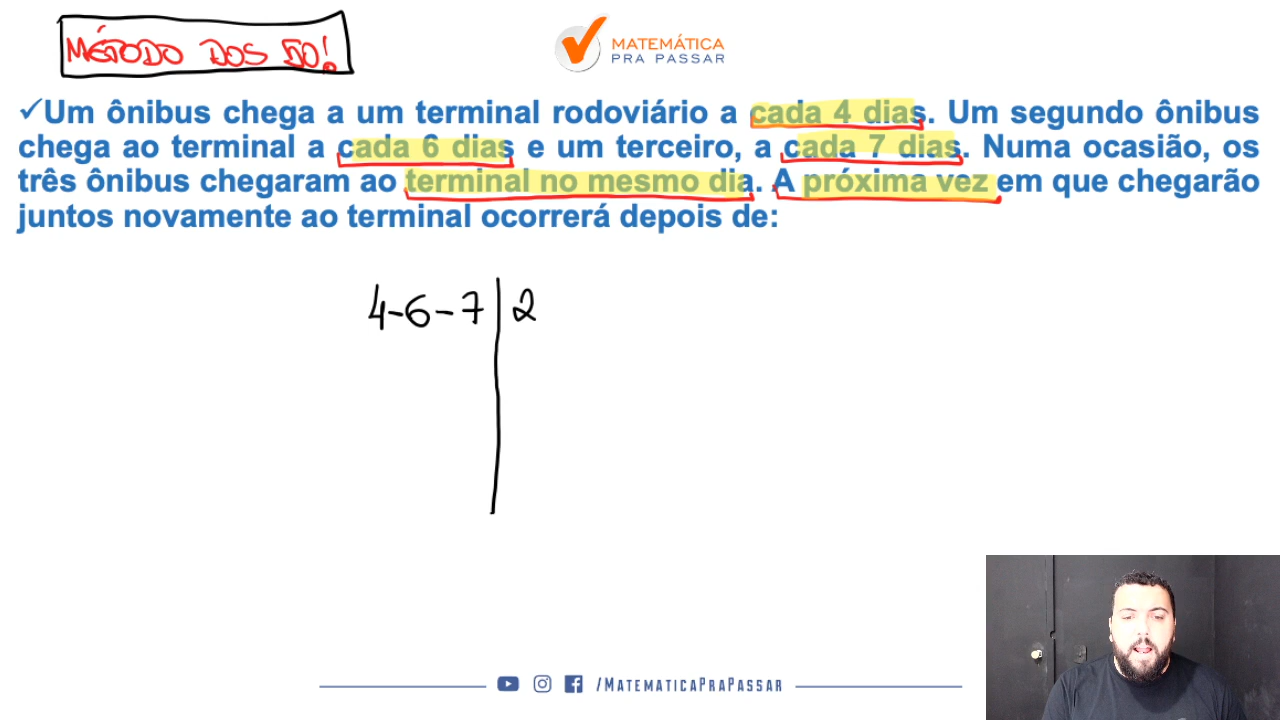 MÉTODO DOS 50!
MATEMÁTICA
PRA PASSAR
✓Um ônibus chega a um terminal rodoviário a cada 4 dias. Um segundo ônibus
chega ao terminal a cada 6 dias e um terceiro, a cada 7 dias. Numa ocasião, os
três ônibus chegaram ao terminal no mesmo dia. A próxima vez em que chegarão
juntos novamente ao terminal ocorrerá depois de:
4-6-7|2
/MATEMATICAPRAPASSAR